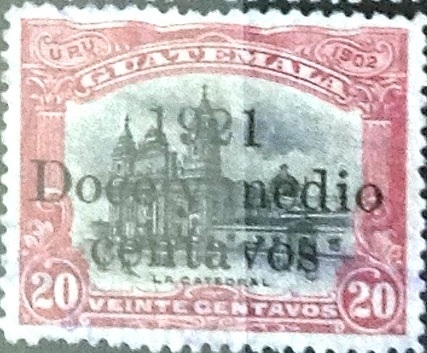 U.P.U. 1902
GUATEMALA
1921
Doce y medio
centavos
LA CATEDRAL
20 VEINTE CENTAVOS 20